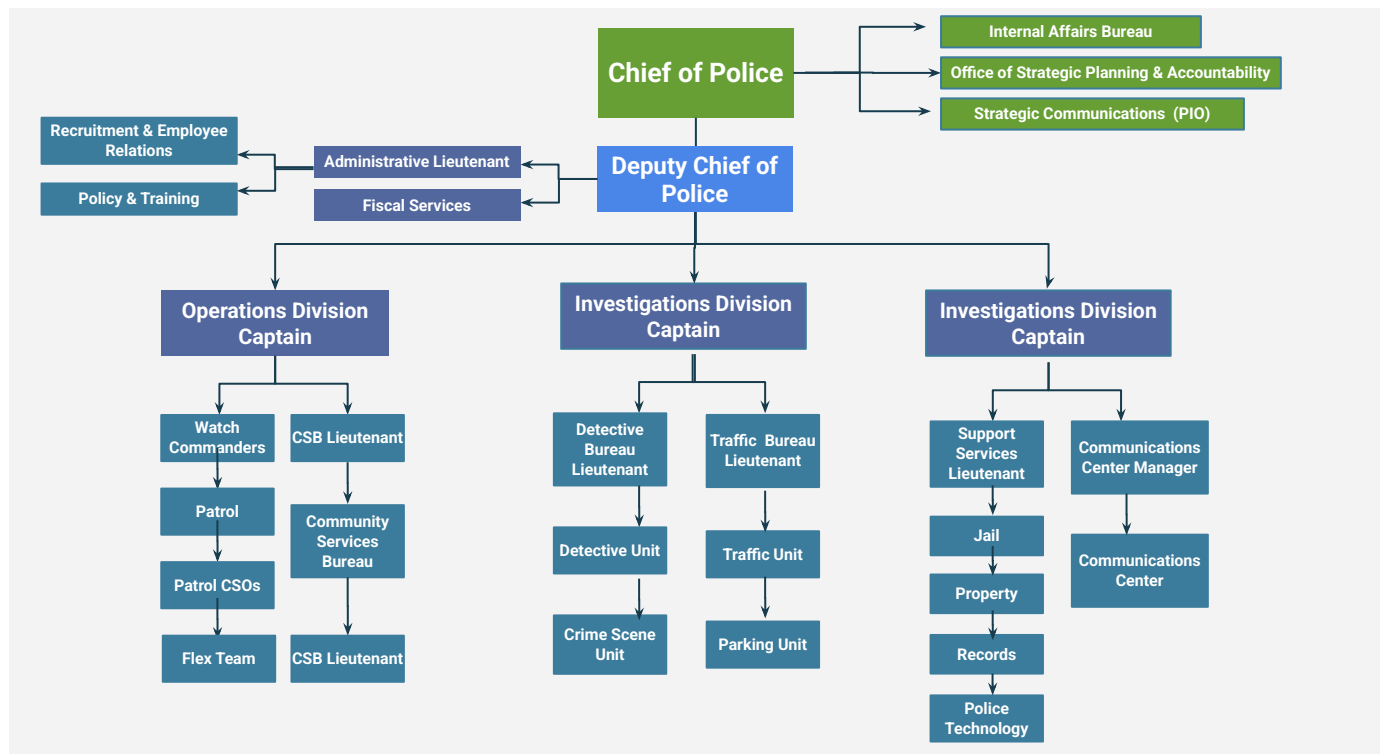 Chief of Police
Internal Affairs Bureau
Office of Strategic Planning & Accountability
Strategic Communications (PIO)
Recruitment & Employee
Relations
Policy & Training
Administrative Lieutenant
Fiscal Services
Deputy Chief of
Police
Operations Division
Captain
Watch
Commanders
Patrol
Patrol CSOs
Flex Team
CSB Lieutenant
Community
Services
Bureau
CSB Lieutenant
Investigations Division
Captain
Detective
Bureau
Lieutenant
Detective Unit
Crime Scene
Unit
Traffic Bureau
Lieutenant
Traffic Unit
Parking Unit
Investigations Division
Captain
Support
Services
Lieutenant
Jail
Property
Records
Police
Technology
Communications
Center Manager
Communications
Center